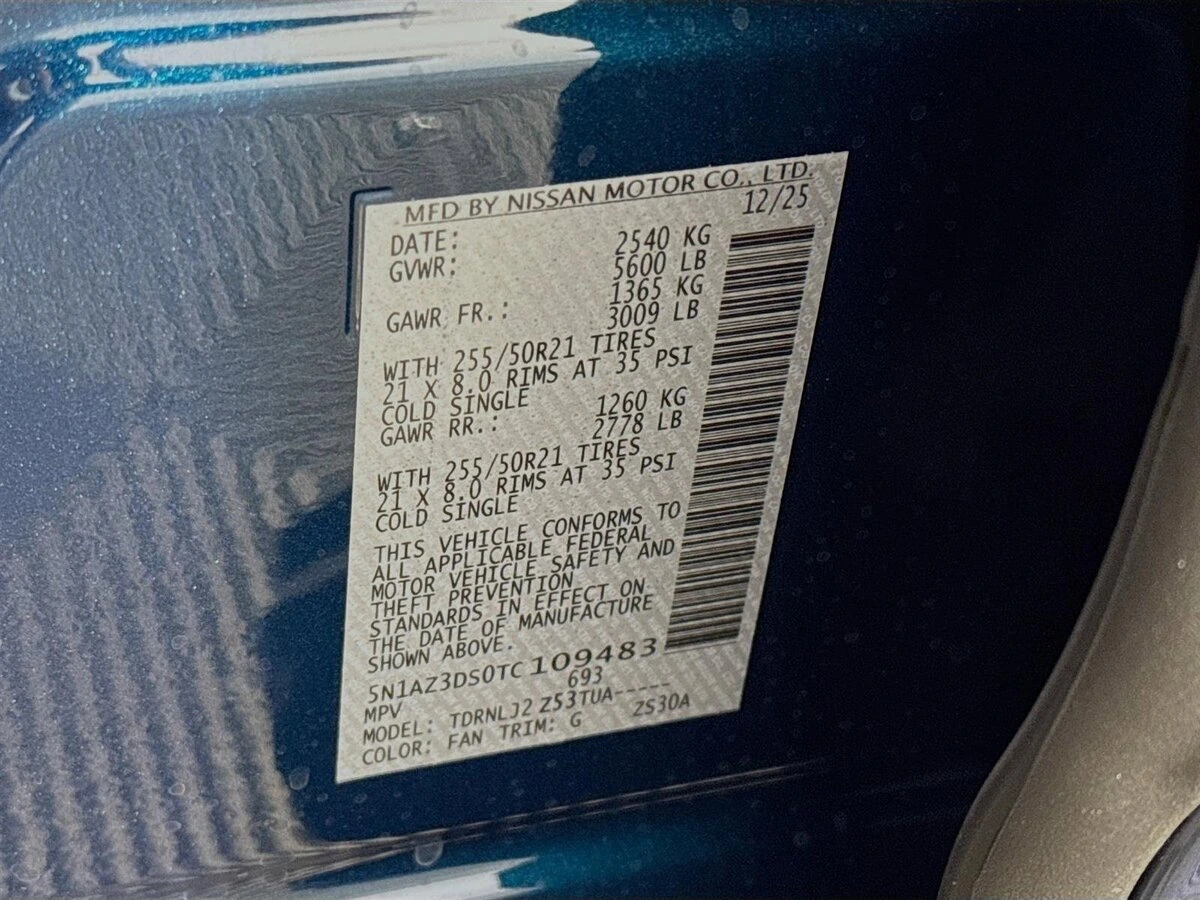 MFD BY NISSAN MOTOR CO., LTD.
DATE: 12/25
GVWR: 2540 KG
5600 LB
GAWR FR.: 1365 KG
3009 LB
WITH 255/50R21 TIRES
21 X 8.0 RIMS AT 35 PSI
COLD SINGLE
GAWR RR.: 1260 KG
2778 LB
WITH 255/50R21 TIRES
21 X 8.0 RIMS AT 35 PSI
COLD SINGLE
THIS VEHICLE CONFORMS TO
ALL APPLICABLE FEDERAL
MOTOR VEHICLE SAFETY AND
THEFT PREVENTION
STANDARDS IN EFFECT ON
THE DATE OF MANUFACTURE
SHOWN ABOVE.
5N1AZ3DS0TC109483
MPV 693
MODEL: TDRNLJ2 Z53TUA-----
COLOR: FAN TRIM: G ZS30A